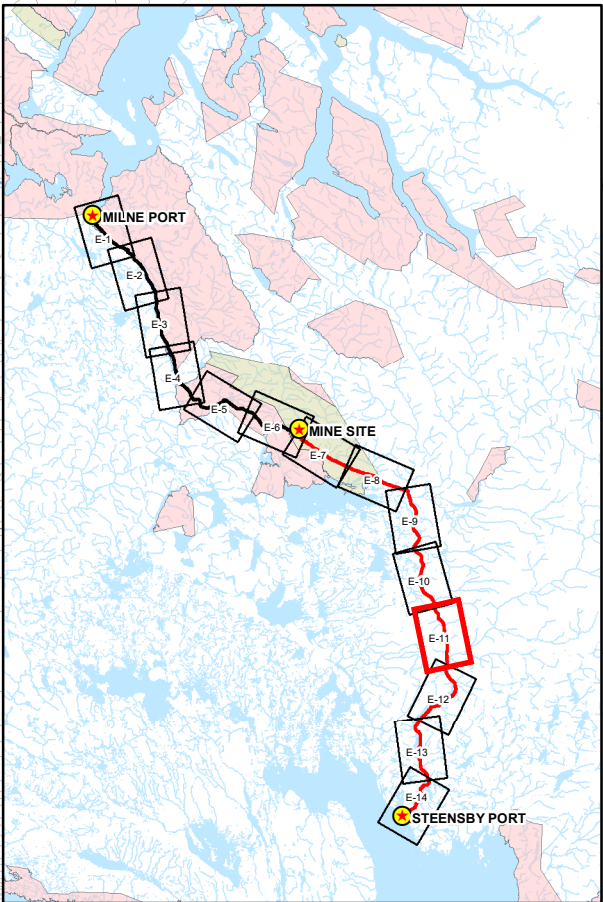 MILNE PORT
E-1
E-2
E-3
E-4
E-5
E-6
MINE SITE
E-7
E-8
E-9
E-10
E-11
E-12
E-13
E-14
STEENSBY PORT